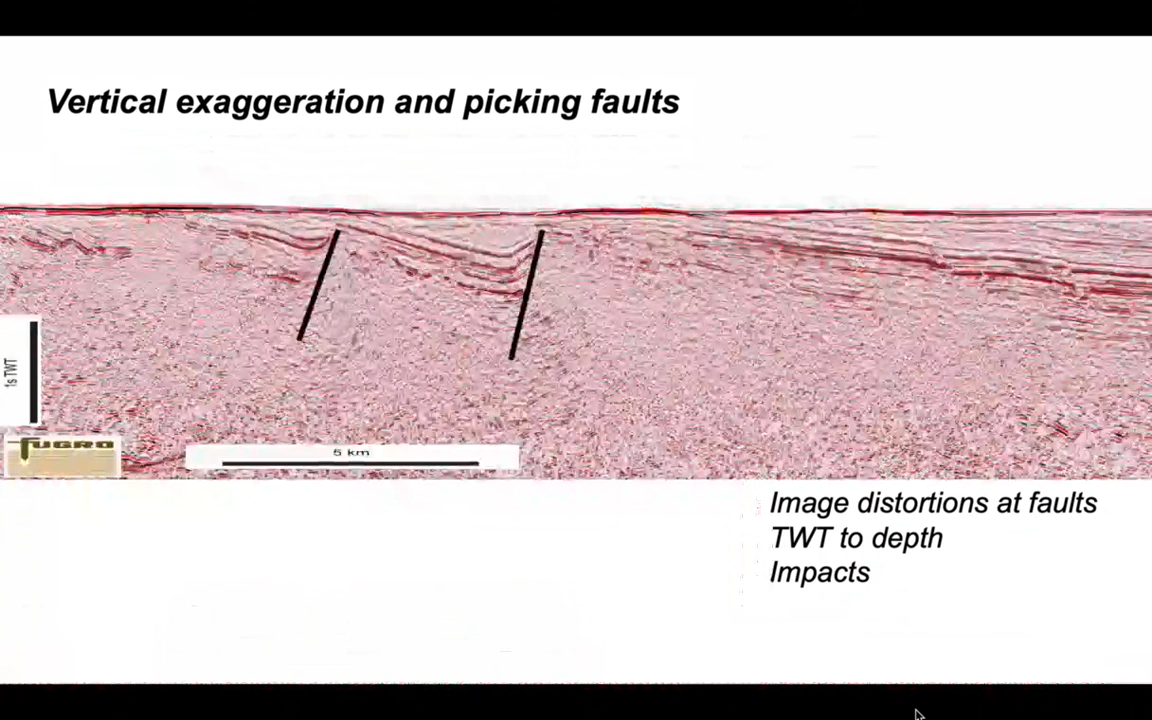 Vertical exaggeration and picking faults
1s TWT
FUGRO
5 km
Image distortions at faults
TWT to depth
Impacts